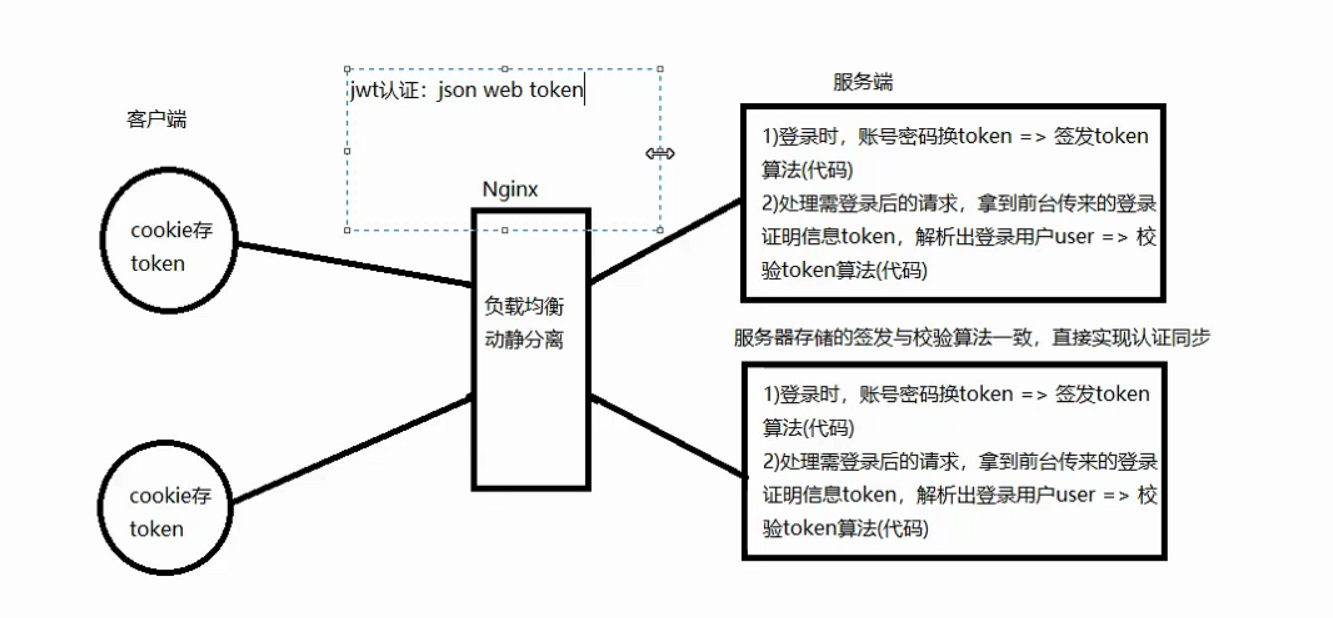 jwt认证：json web token
客户端
cookie存
token
cookie存
token
Nginx
负载均衡
动静分离
服务端
1)登录时，账号密码换token => 签发token
算法(代码)
2)处理需登录后的请求，拿到前台传来的登录
证明信息token，解析出登录用户user => 校
验token算法(代码)
服务器存储的签发与校验算法一致，直接实现认证同步
1)登录时，账号密码换token => 签发token
算法(代码)
2)处理需登录后的请求，拿到前台传来的登录
证明信息token，解析出登录用户user => 校
验token算法(代码)